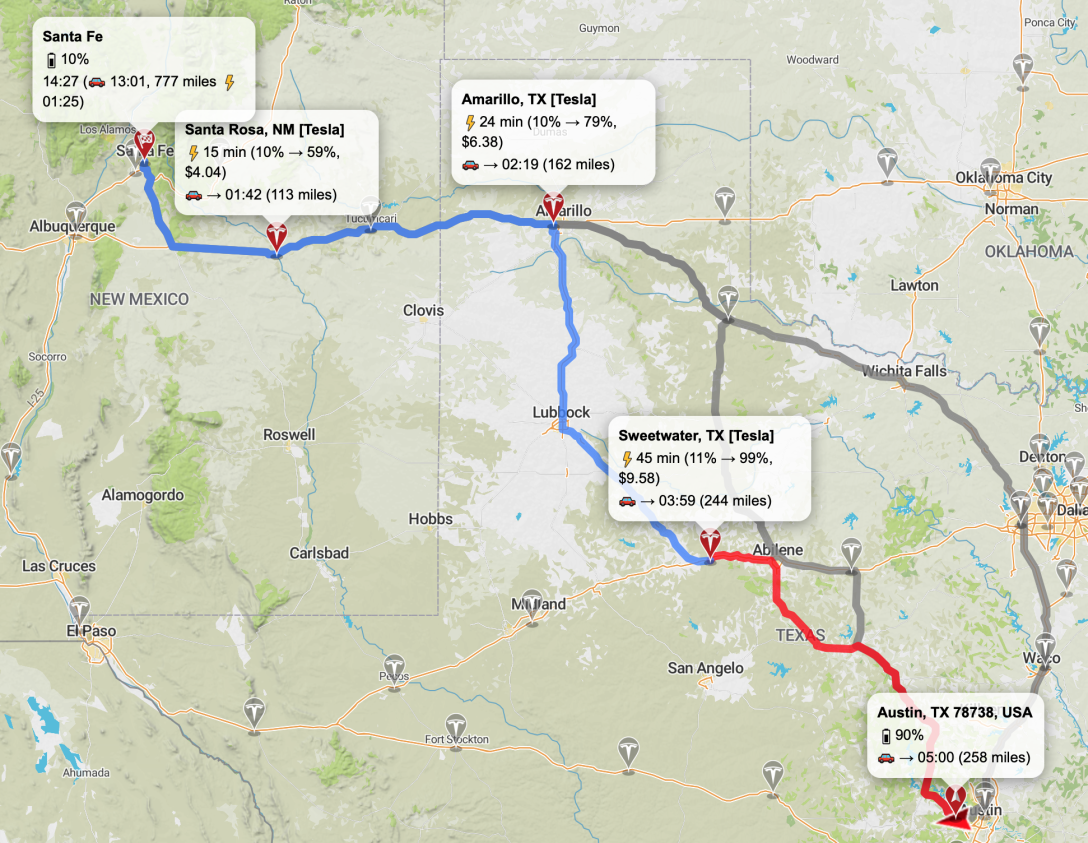 Raton
Guymon
Ponca City
Woodward
Santa Fe
10%
14:27 (🚗 13:01, 777 miles ⚡
01:25)
Los Alamos
Santa Rosa, NM [Tesla]
⚡ 15 min (10% → 59%,
$4.04)
🚗 → 01:42 (113 miles)
Amarillo, TX [Tesla]
⚡ 24 min (10% → 79%,
$6.38)
🚗 → 02:19 (162 miles)
Dumas
Santa Fe
Oklahoma City
Norman
Albuquerque
Tucumcari
Amarillo
OKLAHOMA
NEW MEXICO
Lawton
Clovis
Socorro
I-25
Wichita Falls
Lubbock
Sh
Roswell
Sweetwater, TX [Tesla]
⚡ 45 min (11% → 99%,
$9.58)
🚗 → 03:59 (244 miles)
Denton
Alamogordo
Dalla
Hobbs
Carlsbad
Abilene
Las Cruces
Midland
El Paso
TEXAS
Waco
San Angelo
Pecos
Austin, TX 78738, USA
90%
🚗 → 05:00 (258 miles)
Fort Stockton
Ahumada
Austin